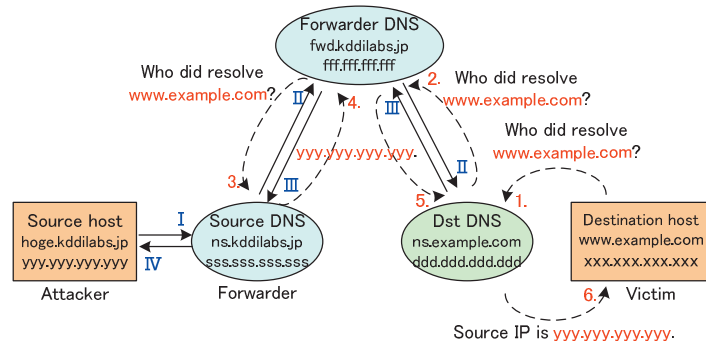 Forwarder DNS
fwd.kddilabs.jp
fff.fff.fff.fff
Who did resolve
www.example.com?
II
4.
III
2.
Who did resolve
www.example.com?
Who did resolve
www.example.com?
yyy.yyy.yyy.yyy.
3.
III
II
5.
1.
Source host
hoge.kddilabs.jp
yyy.yyy.yyy.yyy
Attacker
I
IV
Source DNS
ns.kddilabs.jp
sss.sss.sss.sss
Forwarder
Dst DNS
ns.example.com
ddd.ddd.ddd.ddd
Destination host
www.example.com
xxx.xxx.xxx.xxx
6.
Victim
Source IP is yyy.yyy.yyy.yyy.